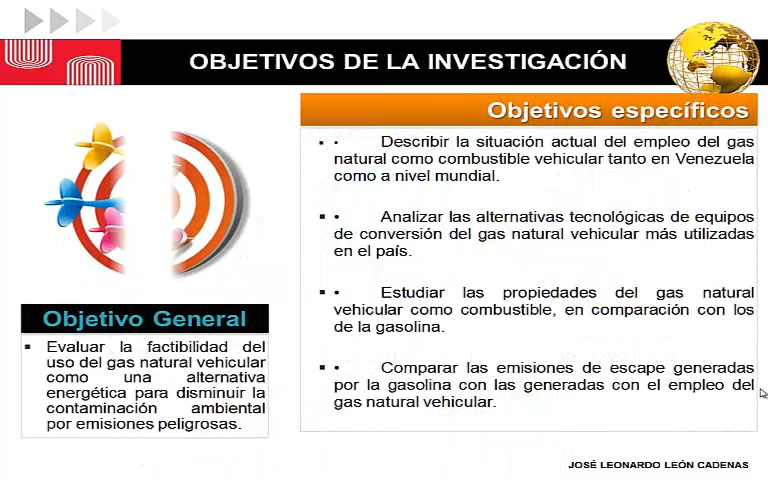 OBJETIVOS DE LA INVESTIGACIÓN
Objetivos específicos
▪ • Describir la situación actual del empleo del gas
natural como combustible vehicular tanto en Venezuela
como a nivel mundial.
▪ • Analizar las alternativas tecnológicas de equipos
de conversión del gas natural vehicular más utilizadas
en el país.
▪ • Estudiar las propiedades del gas natural
vehicular como combustible, en comparación con los
de la gasolina.
▪ • Comparar las emisiones de escape generadas
por la gasolina con las generadas con el empleo del
gas natural vehicular.
Objetivo General
▪ Evaluar la factibilidad del
uso del gas natural vehicular
como una alternativa
energética para disminuir la
contaminación ambiental
por emisiones peligrosas.
JOSÉ LEONARDO LEÓN CADENAS